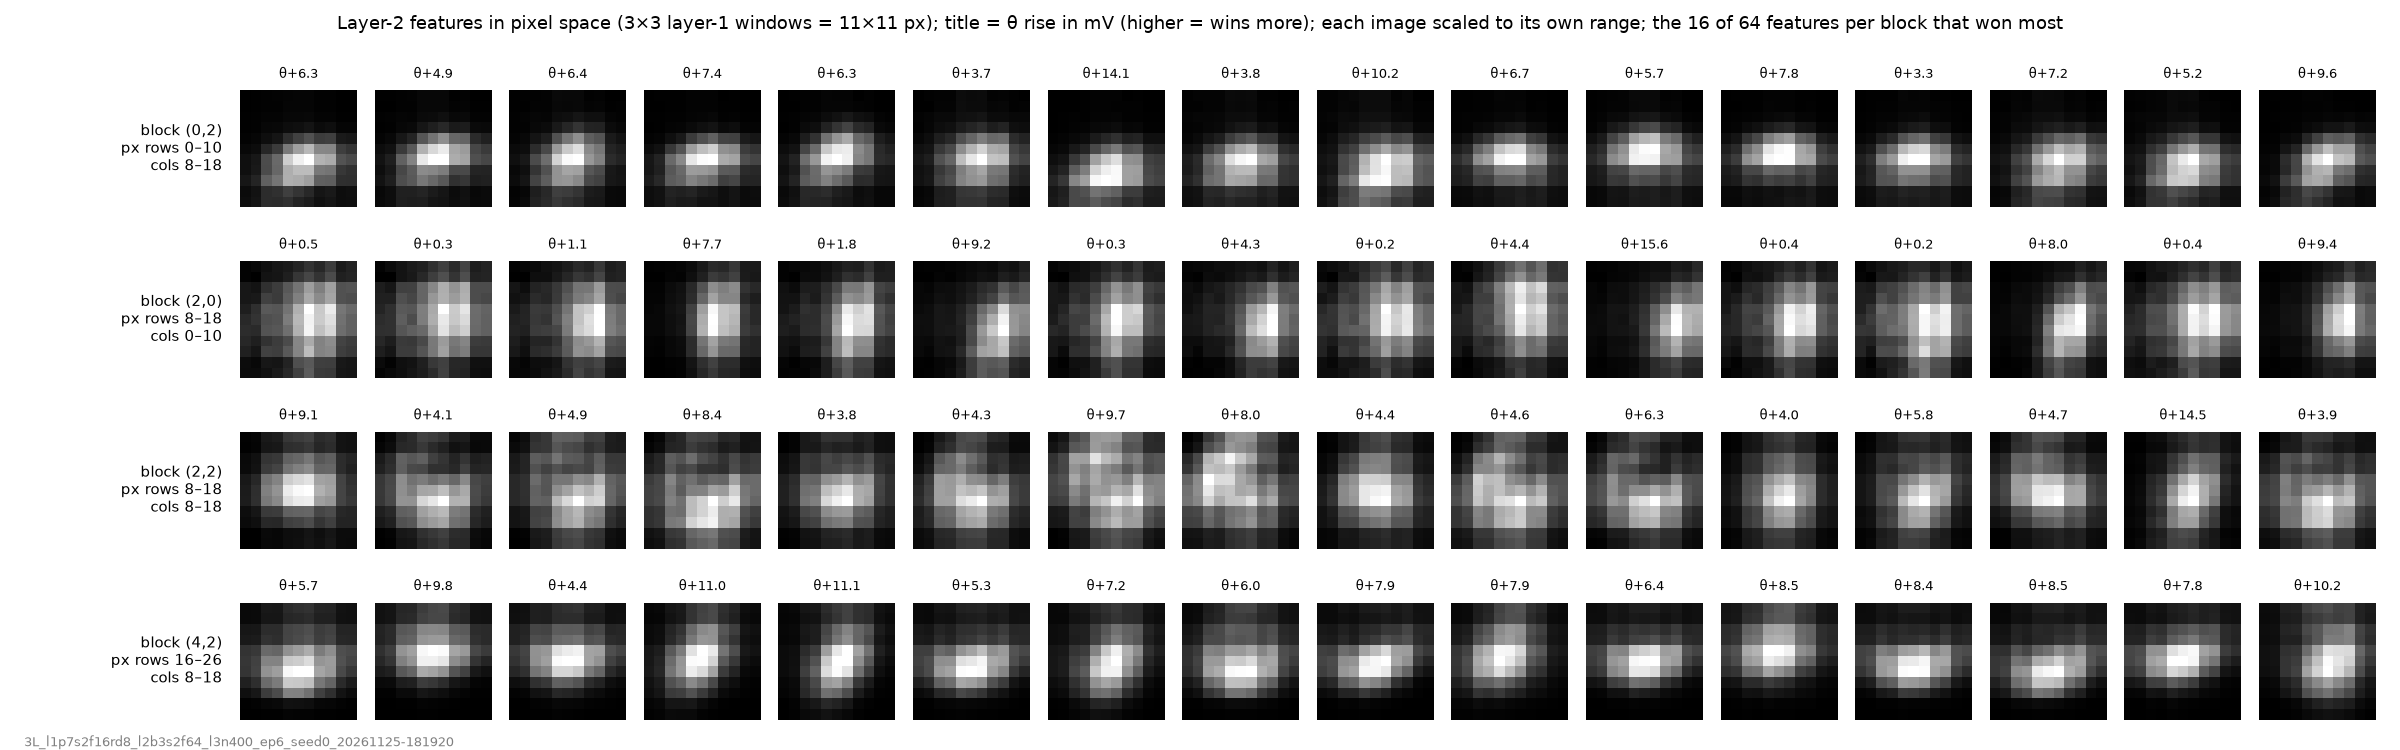 Layer-2 features in pixel space (3×3 layer-1 windows = 11×11 px); title = θ rise in mV (higher = wins more); each image scaled to its own range; the 16 of 64 features per block that won most
θ+6.3 θ+4.9 θ+6.4 θ+7.4 θ+6.3 θ+3.7 θ+14.1 θ+3.8 θ+10.2 θ+6.7 θ+5.7 θ+7.8 θ+3.3 θ+7.2 θ+5.2 θ+9.6
block (0,2)
px rows 0–10
cols 8–18
θ+0.5 θ+0.3 θ+1.1 θ+7.7 θ+1.8 θ+9.2 θ+0.3 θ+4.3 θ+0.2 θ+4.4 θ+15.6 θ+0.4 θ+0.2 θ+8.0 θ+0.4 θ+9.4
block (2,0)
px rows 8–18
cols 0–10
θ+9.1 θ+4.1 θ+4.9 θ+8.4 θ+3.8 θ+4.3 θ+9.7 θ+8.0 θ+4.4 θ+4.6 θ+6.3 θ+4.0 θ+5.8 θ+4.7 θ+14.5 θ+3.9
block (2,2)
px rows 8–18
cols 8–18
θ+5.7 θ+9.8 θ+4.4 θ+11.0 θ+11.1 θ+5.3 θ+7.2 θ+6.0 θ+7.9 θ+7.9 θ+6.4 θ+8.5 θ+8.4 θ+8.5 θ+7.8 θ+10.2
block (4,2)
px rows 16–26
cols 8–18
3L_l1p7s2f16rd8_l2b3s2f64_l3n400_ep6_seed0_20261125-181920